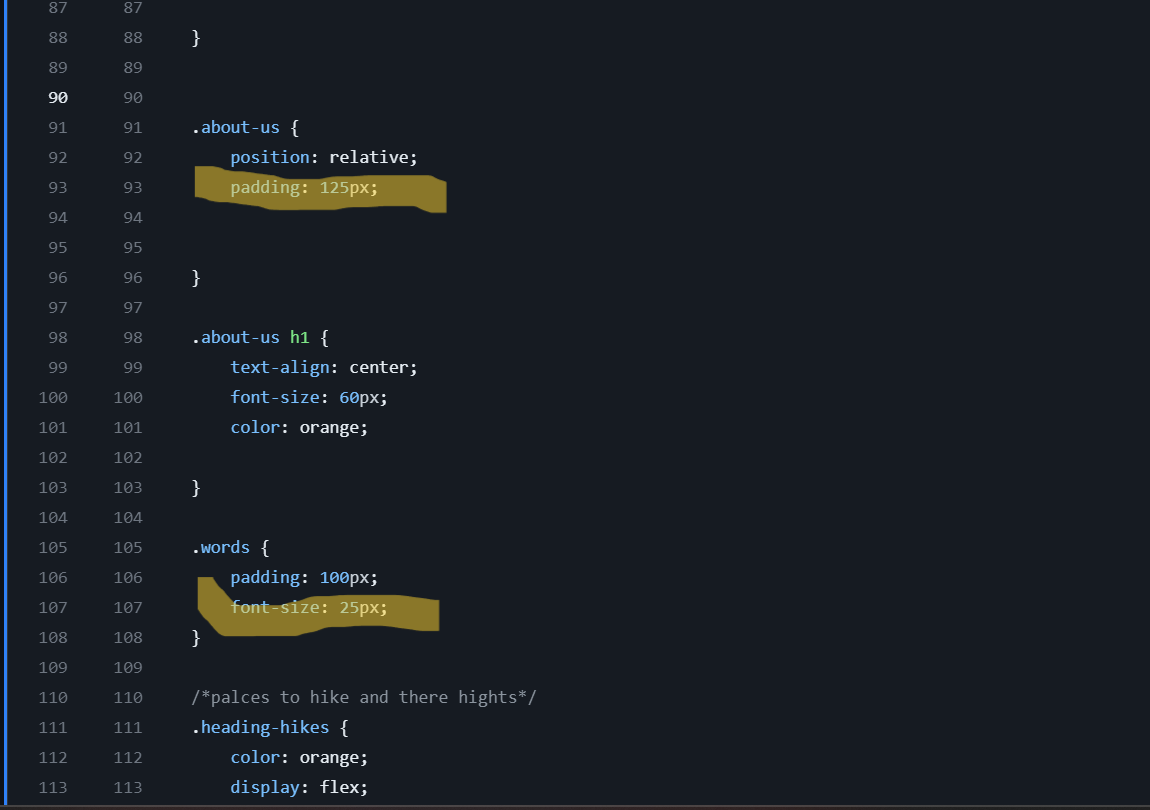 87 87
88 88 }
89 89
90 90
91 91 .about-us {
92 92 position: relative;
93 93 padding: 125px;
94 94
95 95
96 96 }
97 97
98 98 .about-us h1 {
99 99 text-align: center;
100 100 font-size: 60px;
101 101 color: orange;
102 102
103 103 }
104 104
105 105 .words {
106 106 padding: 100px;
107 107 font-size: 25px;
108 108 }
109 109
110 110 /*palces to hike and there hights*/
111 111 .heading-hikes {
112 112 color: orange;
113 113 display: flex;